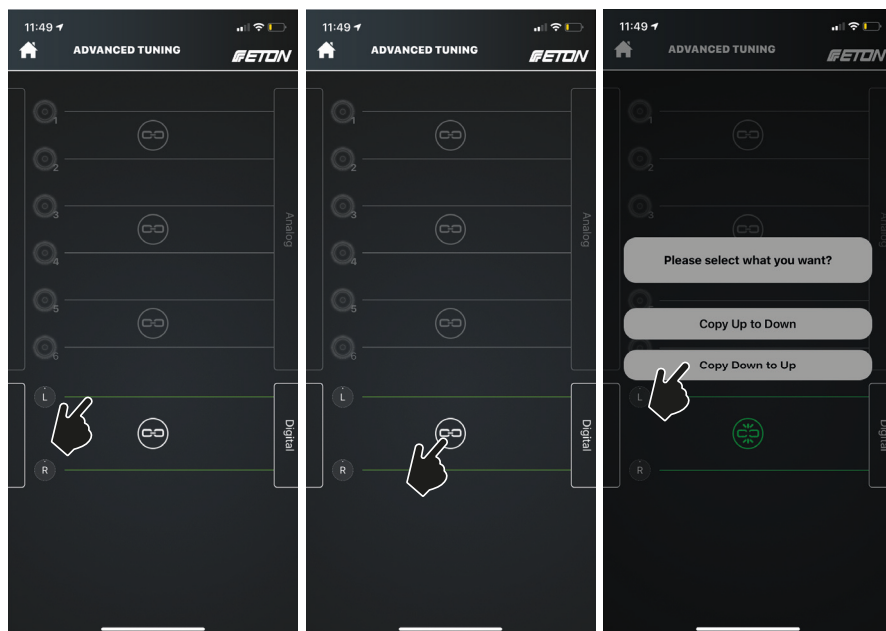 11:49
ADVANCED TUNING
ETON
1
2
3
4
5
6
Analog
L
R
Digital
11:49
ADVANCED TUNING
ETON
1
2
3
4
5
6
Analog
L
R
Digital
11:49
ADVANCED TUNING
ETON
1
2
3
Analog
Please select what you want?
Copy Up to Down
Copy Down to Up
L
R
Digital